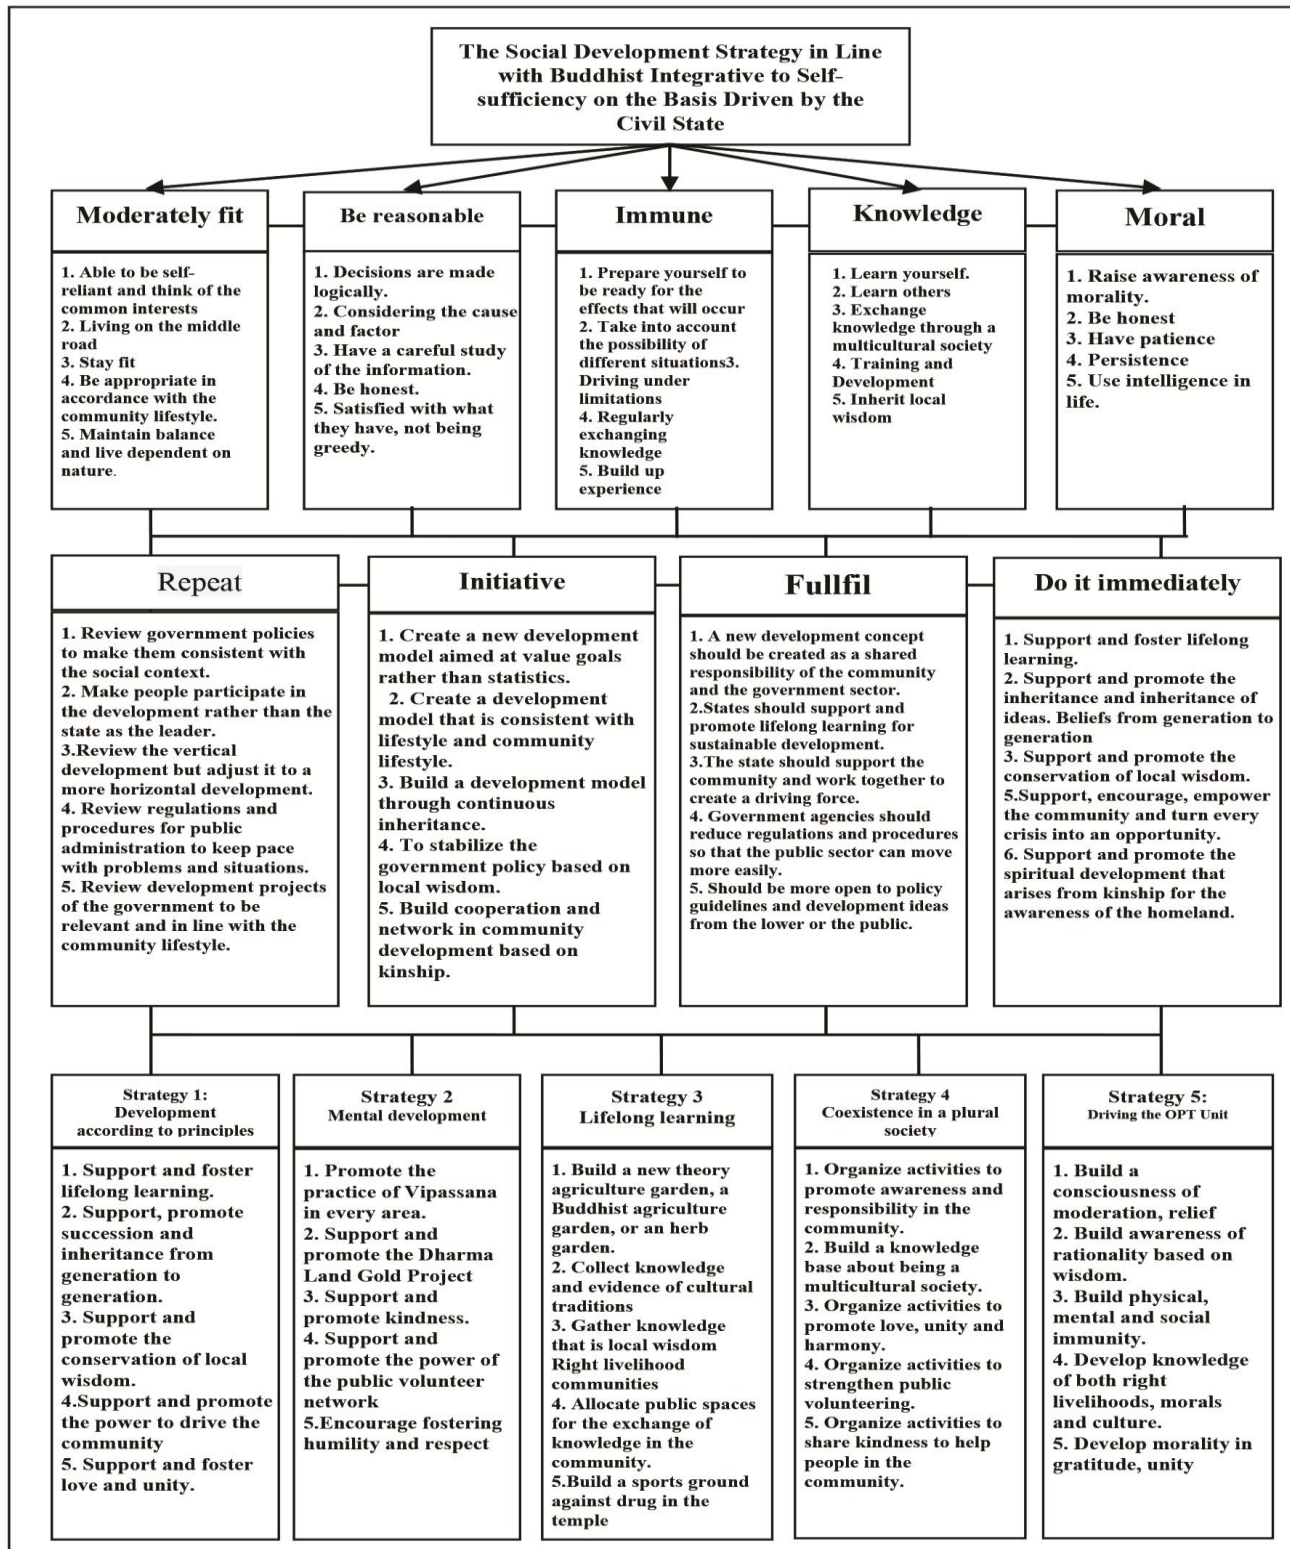 The Social Development Strategy in Line
with Buddhist Integrative to Self-
sufficiency on the Basis Driven by the
Civil State
Moderately fit
1. Able to be self-
reliant and think of the
common interests
2. Living on the middle
road
3. Stay fit
4. Be appropriate in
accordance with the
community lifestyle.
5. Maintain balance
and live dependent on
nature.
Be reasonable
1. Decisions are made
logically.
2. Considering the cause
and factor
3. Have a careful study
of the information.
4. Be honest.
5. Satisfied with what
they have, not being
greedy.
Immune
1. Prepare yourself to
be ready for the
effects that will occur
2. Take into account
the possibility of
different situations3.
Driving under
limitations
4. Regularly
exchanging
knowledge
5. Build up
experience
Knowledge
1. Learn yourself.
2. Learn others
3. Exchange
knowledge through a
multicultural society
4. Training and
Development
5. Inherit local
wisdom
Moral
1. Raise awareness of
morality.
2. Be honest
3. Have patience
4. Persistence
5. Use intelligence in
life.
Repeat
1. Review government policies
to make them consistent with
the social context.
2. Make people participate in
the development rather than the
state as the leader.
3.Review the vertical
development but adjust it to a
more horizontal development.
4. Review regulations and
procedures for public
administration to keep pace
with problems and situations.
5. Review development projects
of the government to be
relevant and in line with the
community lifestyle.
Initiative
1. Create a new development
model aimed at value goals
rather than statistics.
2. Create a development
model that is consistent with
lifestyle and community
lifestyle.
3. Build a development model
through continuous
inheritance.
4. To stabilize the
government policy based on
local wisdom.
5. Build cooperation and
network in community
development based on
kinship.
Fullfil
1. A new development concept
should be created as a shared
responsibility of the community
and the government sector.
2.States should support and
promote lifelong learning for
sustainable development.
3.The state should support the
community and work together to
create a driving force.
4. Government agencies should
reduce regulations and procedures
so that the public sector can move
more easily.
5. Should be more open to policy
guidelines and development ideas
from the lower or the public.
Do it immediately
1. Support and foster lifelong
learning.
2. Support and promote the
inheritance and inheritance of
ideas. Beliefs from generation to
generation
3. Support and promote the
conservation of local wisdom.
5.Support, encourage, empower
the community and turn every
crisis into an opportunity.
6. Support and promote the
spiritual development that
arises from kinship for the
awareness of the homeland.
Strategy 1:
Development
according to principles
1. Support and foster
lifelong learning.
2. Support, promote
succession and
inheritance from
generation to
generation.
3. Support and
promote the
conservation of local
wisdom.
4.Support and promote
the power to drive the
community
5. Support and foster
love and unity.
Strategy 2
Mental development
1. Promote the
practice of Vipassana
in every area.
2. Support and
promote the Dharma
Land Gold Project
3. Support and
promote kindness.
4. Support and
promote the power of
the public volunteer
network
5.Encourage fostering
humility and respect
Strategy 3
Lifelong learning
1. Build a new theory
agriculture garden, a
Buddhist agriculture
garden, or an herb
garden.
2. Collect knowledge
and evidence of cultural
traditions
3. Gather knowledge
that is local wisdom
Right livelihood
communities
4. Allocate public spaces
for the exchange of
knowledge in the
community.
5.Build a sports ground
against drug in the
temple
Strategy 4
Coexistence in a plural
society
1. Organize activities to
promote awareness and
responsibility in the
community.
2. Build a knowledge
base about being a
multicultural society.
3. Organize activities to
promote love, unity and
harmony.
4. Organize activities to
strengthen public
volunteering.
5. Organize activities to
share kindness to help
people in the
community.
Strategy 5:
Driving the OPT Unit
1. Build a
consciousness of
moderation, relief
2. Build awareness of
rationality based on
wisdom.
3. Build physical,
mental and social
immunity.
4. Develop knowledge
of both right
livelihoods, morals
and culture.
5. Develop morality in
gratitude, unity